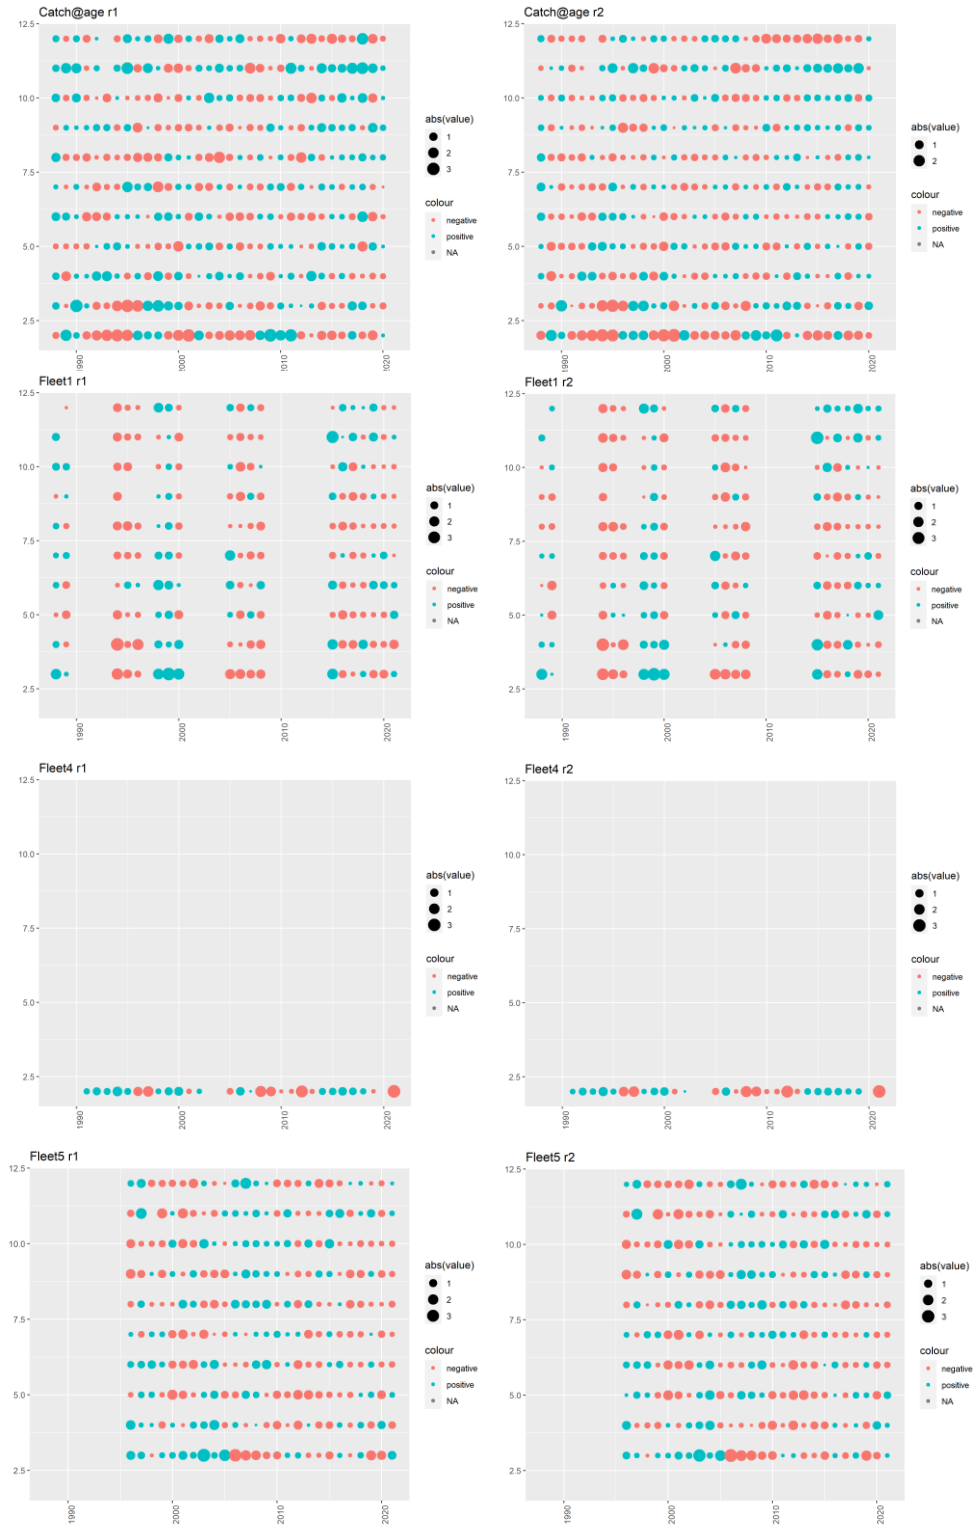 Catch@age r1
12.5
10.0
7.5
5.0
2.5
1990
2000
2010
2020
abs(value)
1
2
3
colour
negative
positive
NA
Catch@age r2
12.5
10.0
7.5
5.0
2.5
1990
2000
2010
2020
abs(value)
1
2
colour
negative
positive
NA
Fleet1 r1
12.5
10.0
7.5
5.0
2.5
1990
2000
2010
2020
abs(value)
1
2
3
colour
negative
positive
NA
Fleet1 r2
12.5
10.0
7.5
5.0
2.5
1990
2000
2010
2020
abs(value)
1
2
3
colour
negative
positive
NA
Fleet4 r1
12.5
10.0
7.5
5.0
2.5
1990
2000
2010
2020
abs(value)
1
2
3
colour
negative
positive
NA
Fleet4 r2
12.5
10.0
7.5
5.0
2.5
1990
2000
2010
2020
abs(value)
1
2
3
colour
negative
positive
NA
Fleet5 r1
12.5
10.0
7.5
5.0
2.5
1990
2000
2010
2020
abs(value)
1
2
3
colour
negative
positive
NA
Fleet5 r2
12.5
10.0
7.5
5.0
2.5
1990
2000
2010
2020
abs(value)
1
2
3
colour
negative
positive
NA